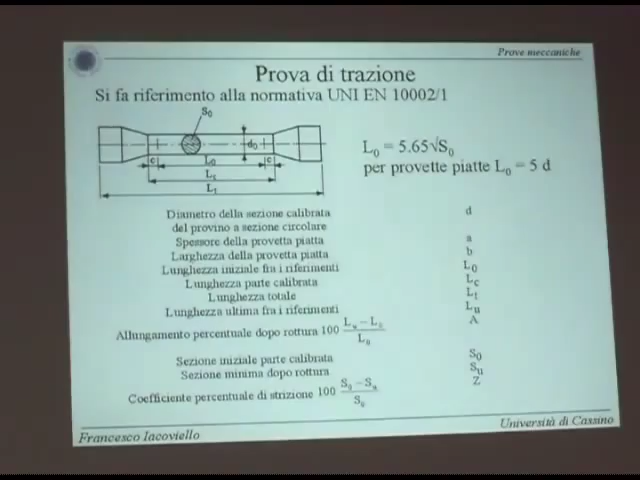 Prove meccaniche
Prova di trazione
Si fa riferimento alla normativa UNI EN 10002/1
S₀
d₀
c L₀ c
L꜀
Lₜ
L₀ = 5.65√S₀
per provette piatte L₀ = 5 d
Diametro della sezione calibrata d
del provino a sezione circolare
Spessore della provetta piatta a
Larghezza della provetta piatta b
Lunghezza iniziale fra i riferimenti L₀
Lunghezza parte calibrata L꜀
Lunghezza totale Lₜ
Lunghezza ultima fra i riferimenti Lᵤ
Allungamento percentuale dopo rottura 100 Lᵤ – L₀ / L₀ A
Sezione iniziale parte calibrata S₀
Sezione minima dopo rottura Sᵤ
Coefficiente percentuale di strizione 100 S₀ – Sᵤ / S₀ Z
Francesco Iacoviello
Università di Cassino